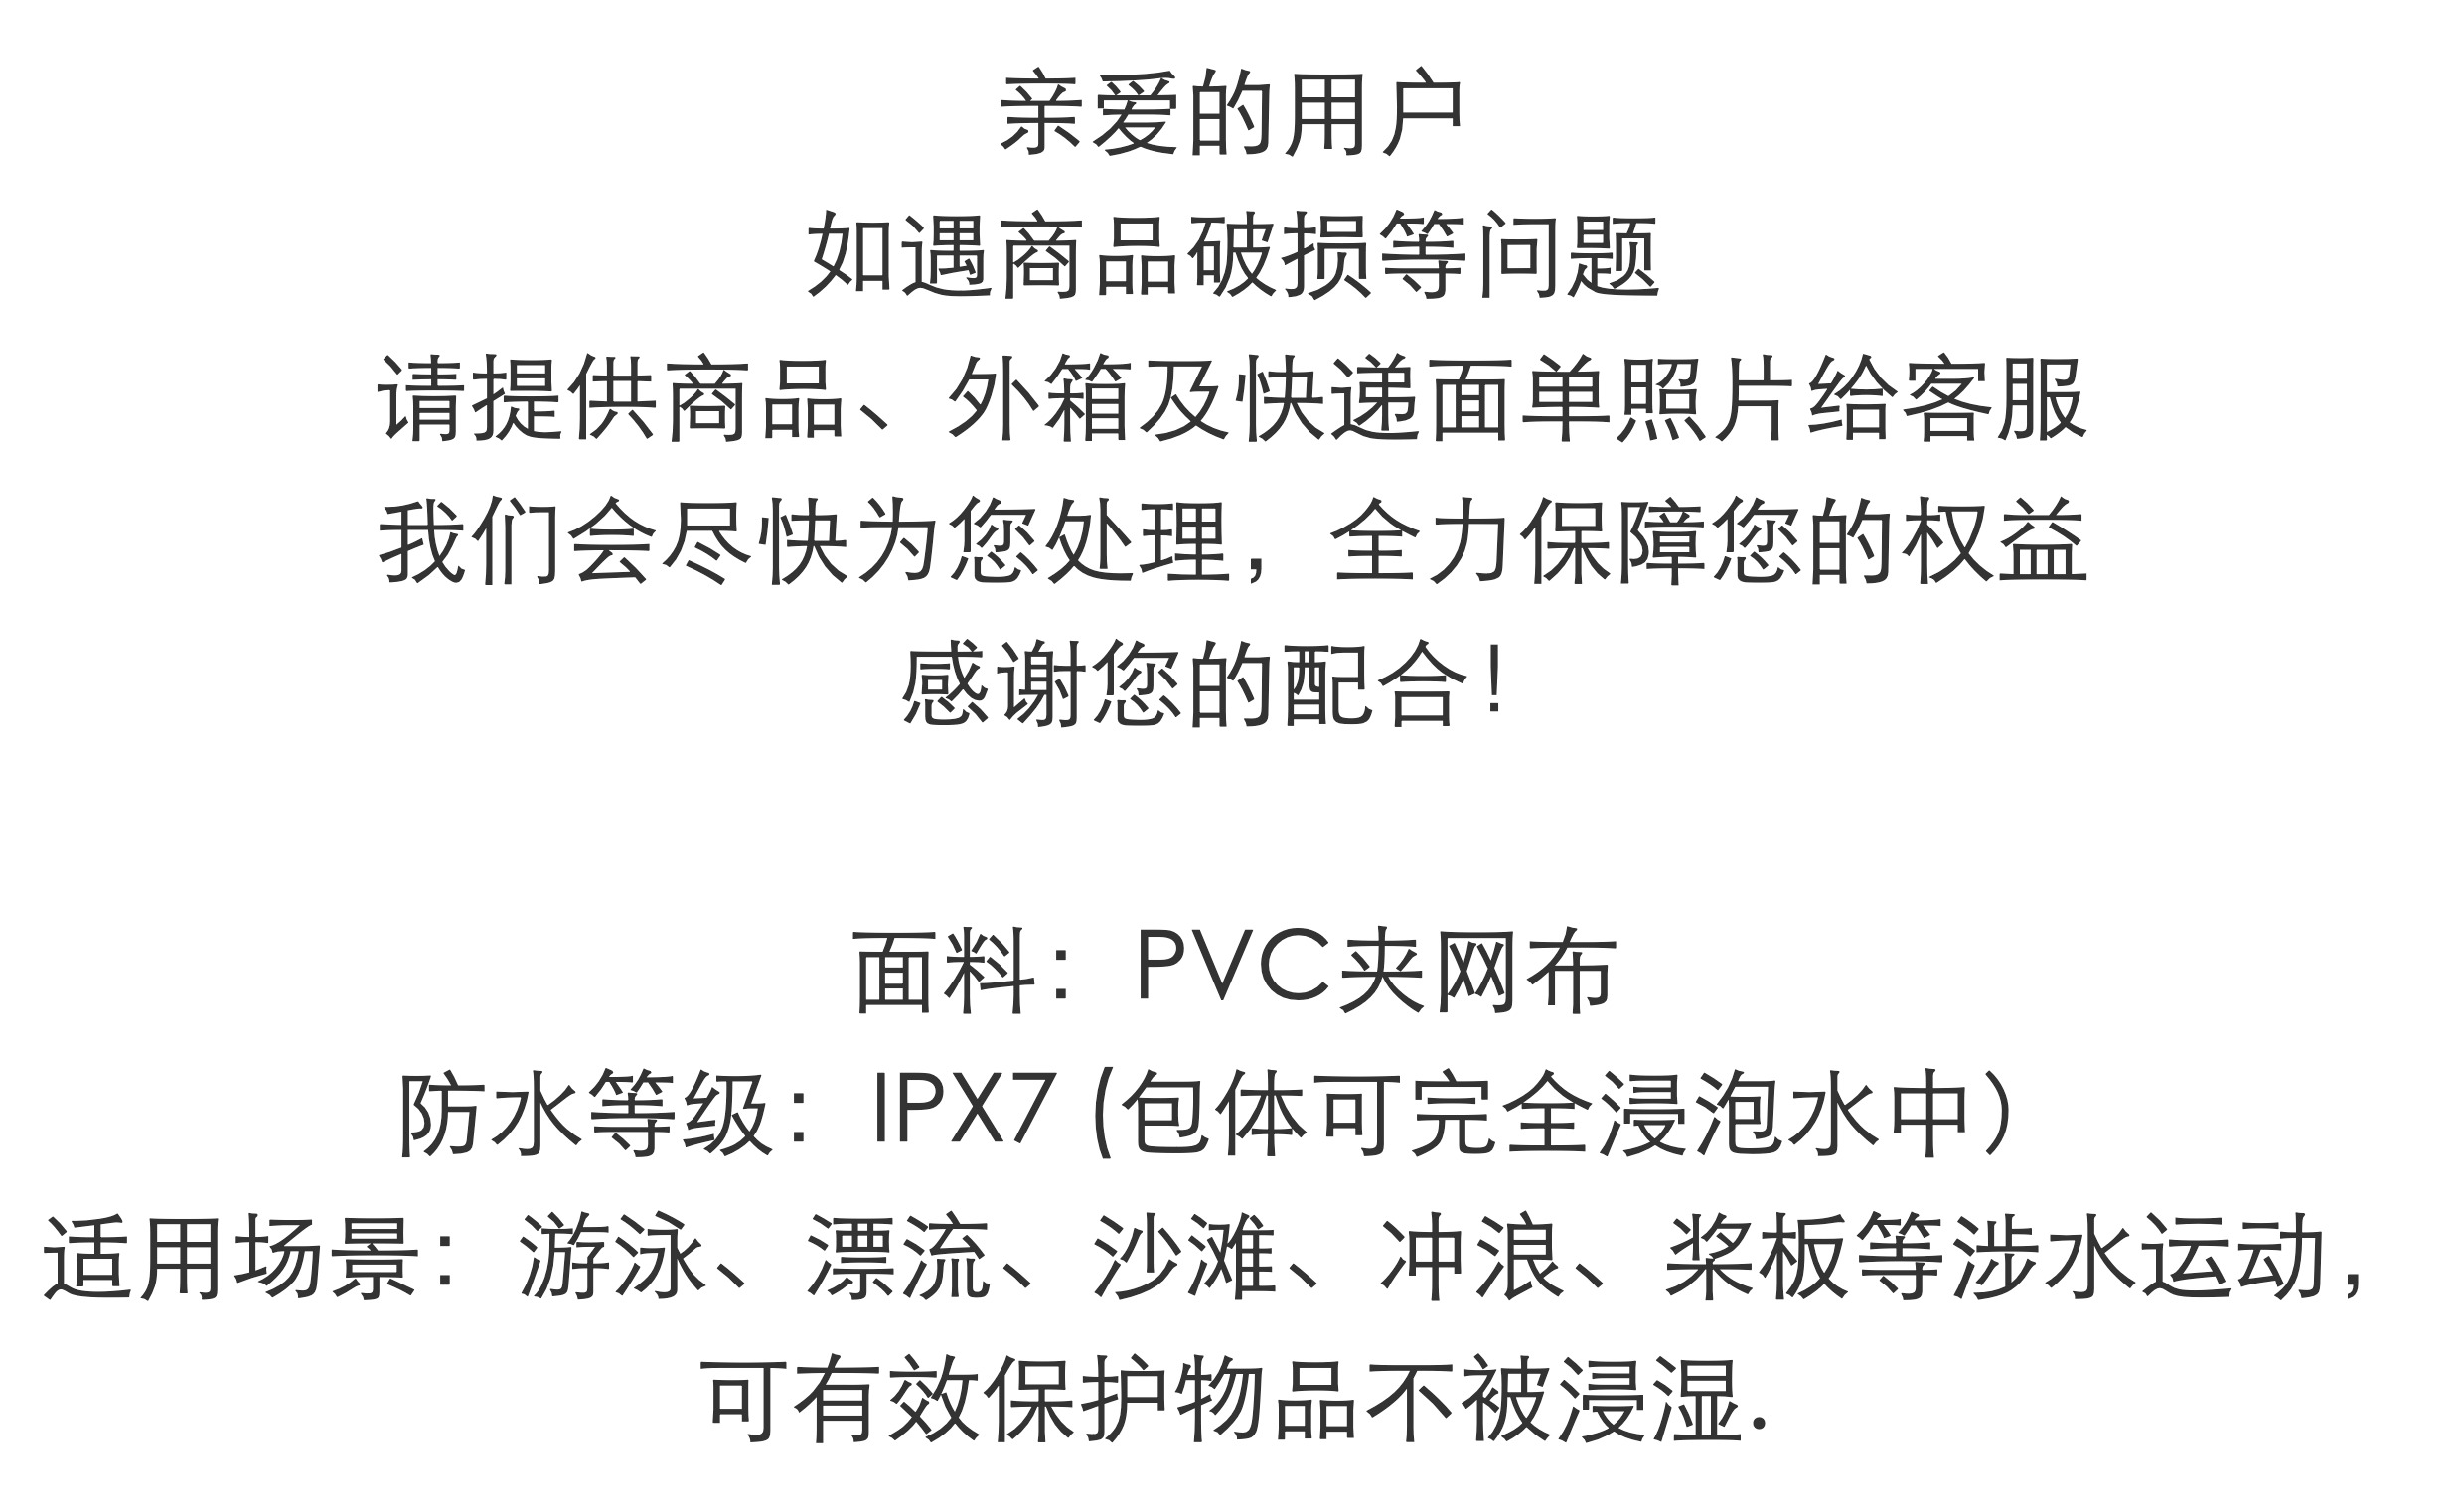 亲爱的用户
如遇商品破损等问题
请提供商品、外箱及快递面单照片给客服
我们会尽快为您处理，全力保障您的权益
感谢您的配合！
面料：PVC夹网布
防水等级：IPX7(包体可完全浸没水中)
适用场景：游泳、漂流、沙滩、冲浪、浆板等涉水运动，
可有效保护物品不被浸湿.